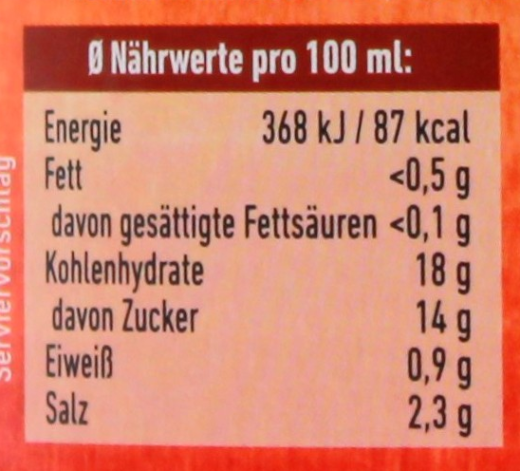 Ø Nährwerte pro 100 ml:
Energie 368 kJ / 87 kcal
Fett <0,5 g
davon gesättigte Fettsäuren <0,1 g
Kohlenhydrate 18 g
davon Zucker 14 g
Eiweiß 0,9 g
Salz 2,3 g
Serviervorschlag